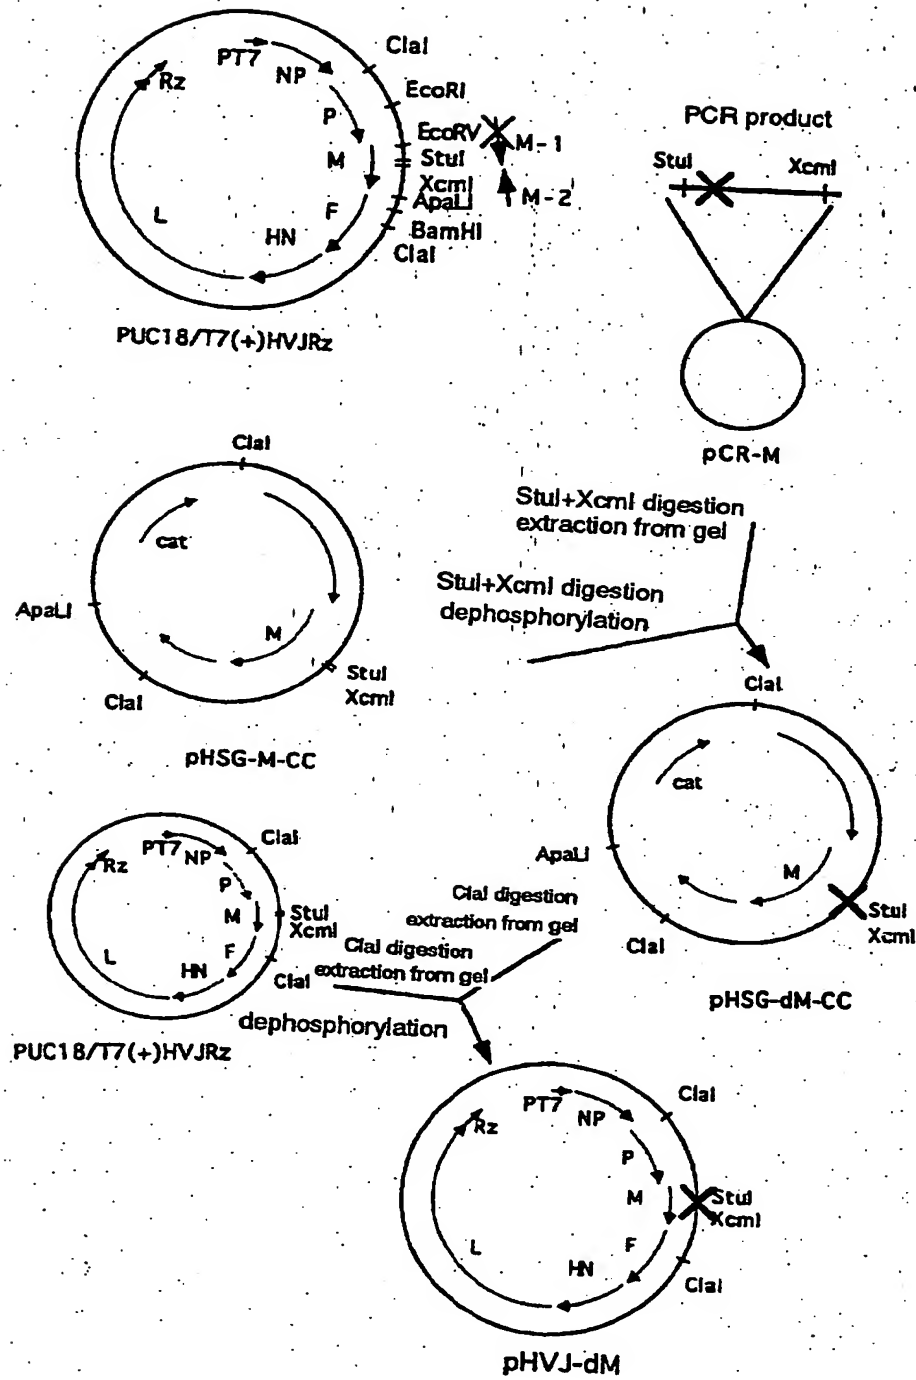 PT7
NP
Rz
P
M
F
HN
L
ClaI
EcoRI
EcoRV
StuI
XcmI
ApaLI
BamHI
ClaI
M-1
M-2
PUC18/T7(+)HVJRz
PCR product
StuI
XcmI
pCR-M
ClaI
cat
ApaLI
M
StuI
XcmI
ClaI
pHSG-M-CC
StuI+XcmI digestion
extraction from gel
StuI+XcmI digestion
dephosphorylation
ClaI
cat
ApaLI
M
StuI
XcmI
ClaI
pHSG-dM-CC
PT7
NP
Rz
P
M
F
HN
L
ClaI
StuI
XcmI
ClaI
PUC18/T7(+)HVJRz
ClaI digestion
extraction from gel
ClaI digestion
extraction from gel
dephosphorylation
PT7
NP
Rz
P
M
F
HN
L
ClaI
StuI
XcmI
ClaI
pHVJ-dM